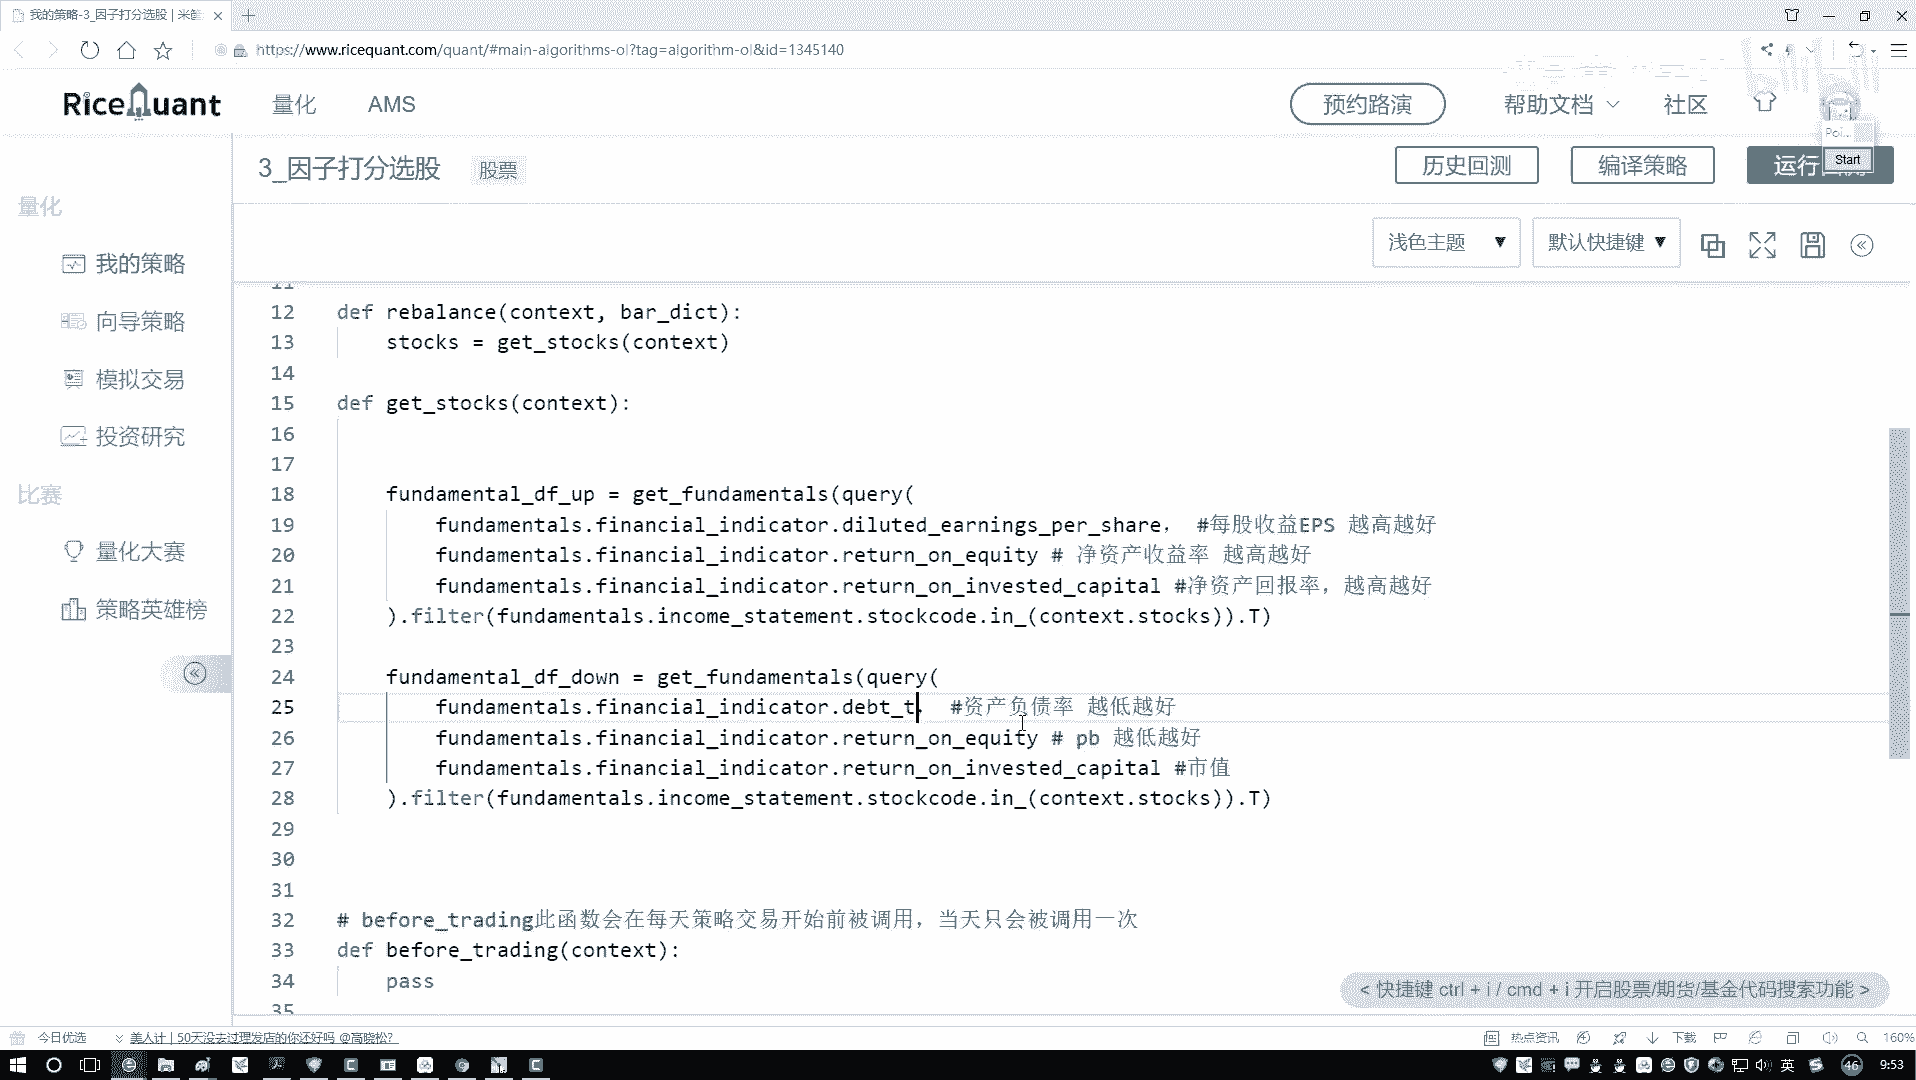 我的策略-3_因子打分选股 | 米筐
https://www.ricequant.com/quant/#main-algorithms-ol?tag=algorithm-ol&id=1345140
bilibili
RiceQuant 量化 AMS 预约路演 帮助文档 社区
Poi...
Start
3_因子打分选股 股票 历史回测 编译策略 运行回测
量化
我的策略
向导策略
模拟交易
投资研究
比赛
量化大赛
策略英雄榜
浅色主题 默认快捷键
11
12 def rebalance(context, bar_dict):
13 stocks = get_stocks(context)
14
15 def get_stocks(context):
16
17
18 fundamental_df_up = get_fundamentals(query(
19 fundamentals.financial_indicator.diluted_earnings_per_share， #每股收益EPS 越高越好
20 fundamentals.financial_indicator.return_on_equity # 净资产收益率 越高越好
21 fundamentals.financial_indicator.return_on_invested_capital #净资产回报率，越高越好
22 ).filter(fundamentals.income_statement.stockcode.in_(context.stocks)).T)
23
24 fundamental_df_down = get_fundamentals(query(
25 fundamentals.financial_indicator.debt_t， #资产负债率 越低越好
26 fundamentals.financial_indicator.return_on_equity # pb 越低越好
27 fundamentals.financial_indicator.return_on_invested_capital #市值
28 ).filter(fundamentals.income_statement.stockcode.in_(context.stocks)).T)
29
30
31
32 # before_trading此函数会在每天策略交易开始前被调用，当天只会被调用一次
33 def before_trading(context):
34 pass
35
< 快捷键 ctrl + i / cmd + i 开启股票/期货/基金代码搜索功能 >
今日优选 美人计 | 50天没去过理发店的你还好吗 @高晓松? 热点资讯 下载 160%
英 46 9:53